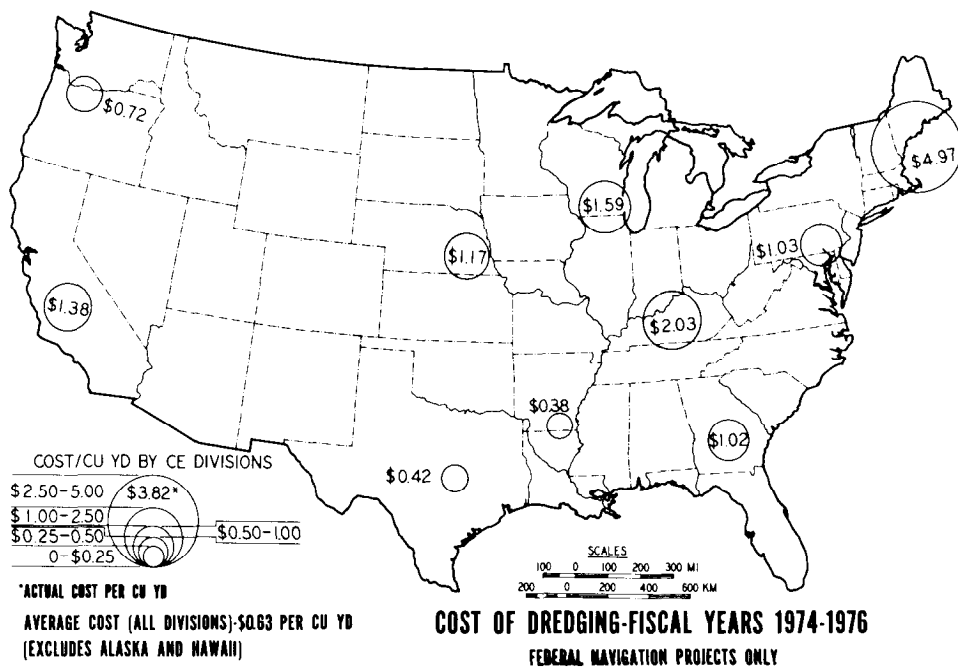 $0.72
$4.97
$1.59
$1.03
$1.17
$1.38
$2.03
$0.38
$1.02
$0.42
COST/CU YD BY CE DIVISIONS
$2.50-5.00
$3.82*
$1.00-2.50
$0.25-0.50
$0.50-1.00
0-$0.25
*ACTUAL COST PER CU YD
AVERAGE COST (ALL DIVISIONS)-$0.63 PER CU YD
(EXCLUDES ALASKA AND HAWAII)
SCALES
100 0 100 200 300 MI
200 0 200 400 600 KM
COST OF DREDGING-FISCAL YEARS 1974-1976
FEDERAL NAVIGATION PROJECTS ONLY